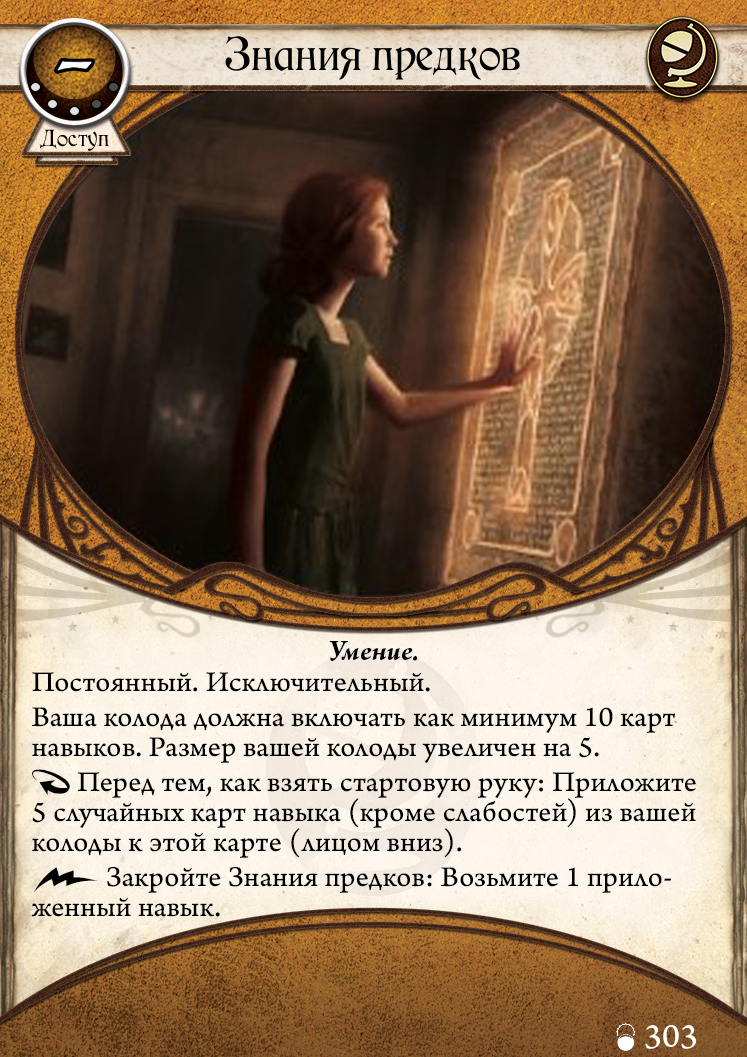 Знания предков
–
Доступ
Умение.
Постоянный. Исключительный.
Ваша колода должна включать как минимум 10 карт
навыков. Размер вашей колоды увеличен на 5.
Перед тем, как взять стартовую руку: Приложите
5 случайных карт навыка (кроме слабостей) из вашей
колоды к этой карте (лицом вниз).
Закройте Знания предков: Возьмите 1 прило-
женный навык.
303